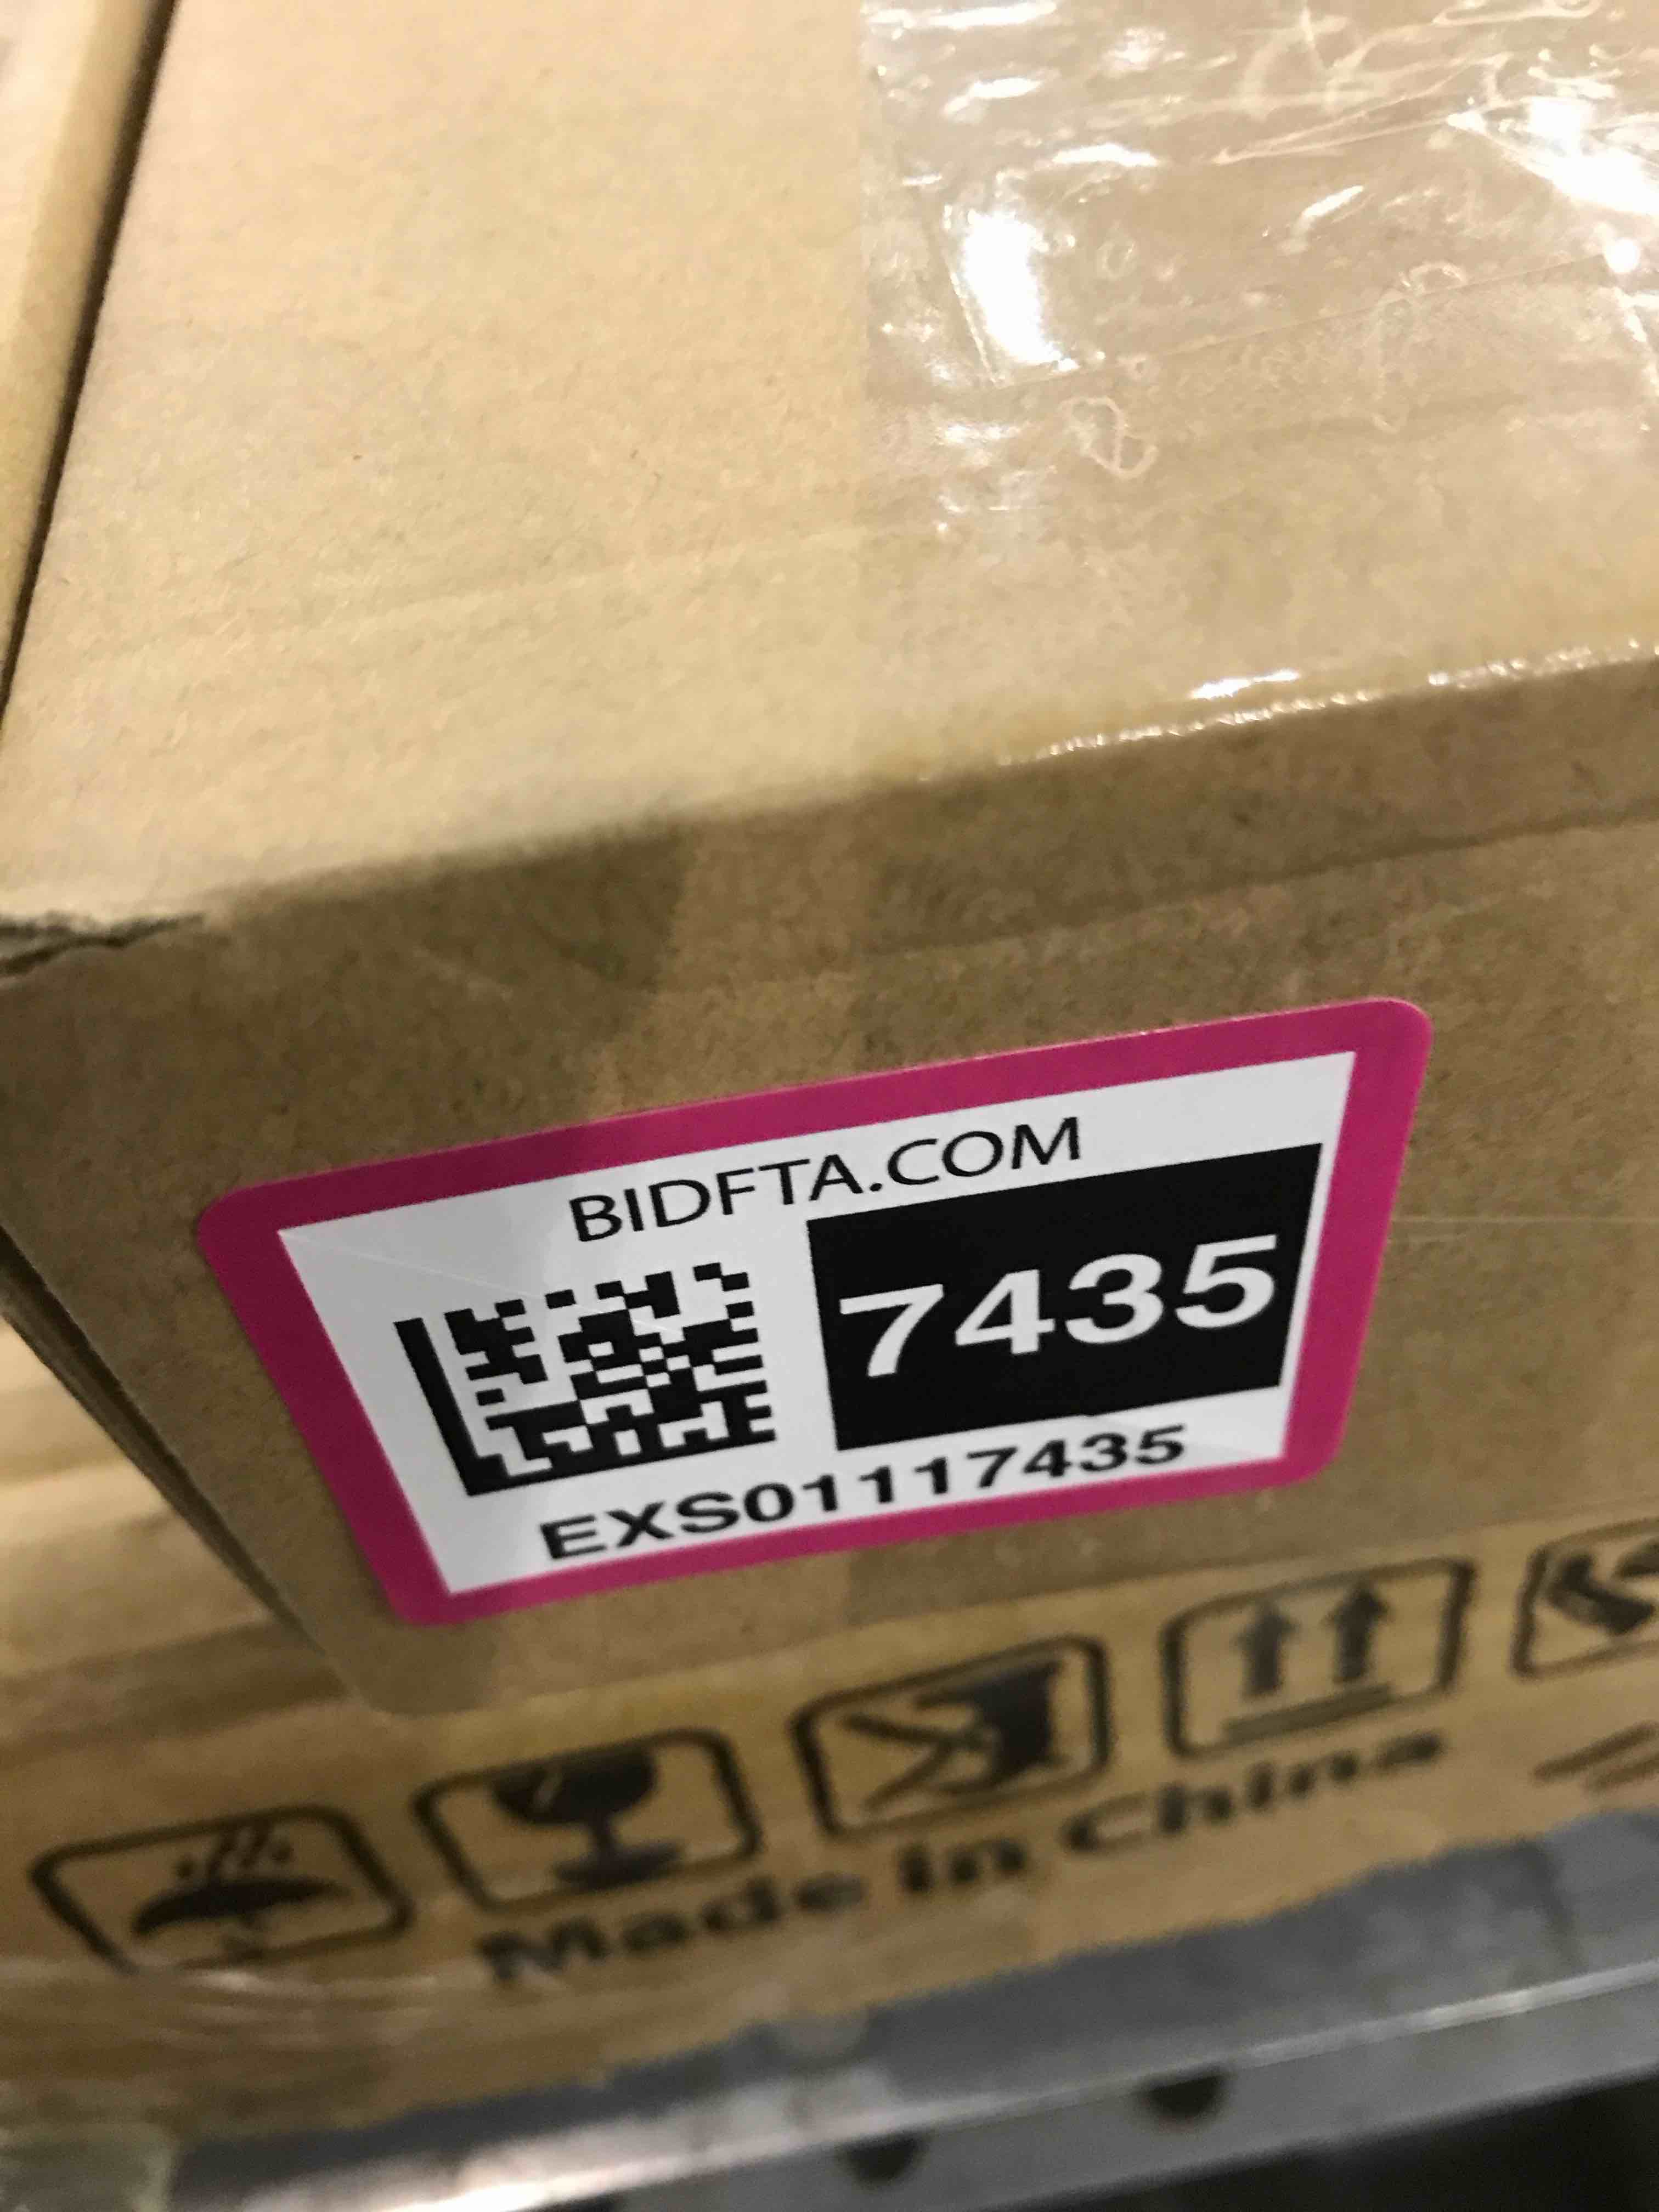 BIDFTA.COM
7435
EXS01117435
Made in China